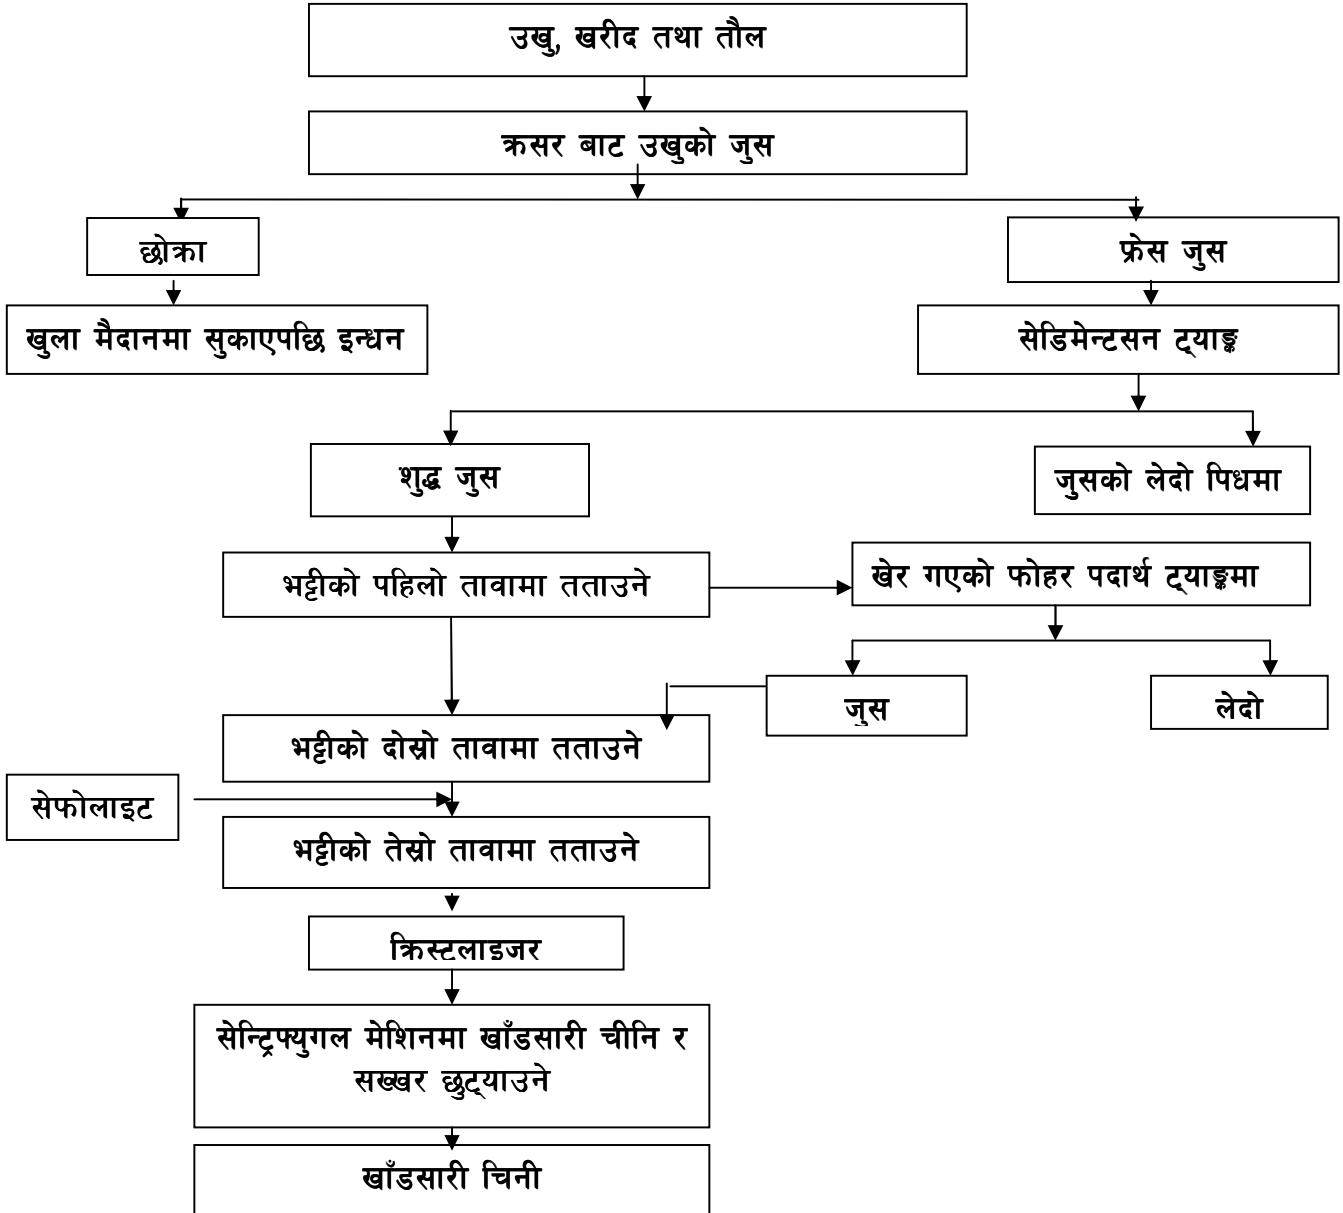 उखु, खरीद तथा तौल
क्रसर बाट उखुको जुस
छोक्रा
फ्रेस जुस
खुला मैदानमा सुकाएपछि इन्धन
सेडिमेन्टसन ट्याङ्क
शुद्ध जुस
जुसको लेदो पिधमा
भट्टीको पहिलो तावामा तताउने
खेर गएको फोहर पदार्थ ट्याङ्कमा
जुस
लेदो
भट्टीको दोस्रो तावामा तताउने
सेफोलाइट
भट्टीको तेस्रो तावामा तताउने
क्रिस्टलाइजर
सेन्ट्रिफ्युगल मेशिनमा खाँडसारी चीनि र
सख्खर छुट्याउने
खाँडसारी चिनी